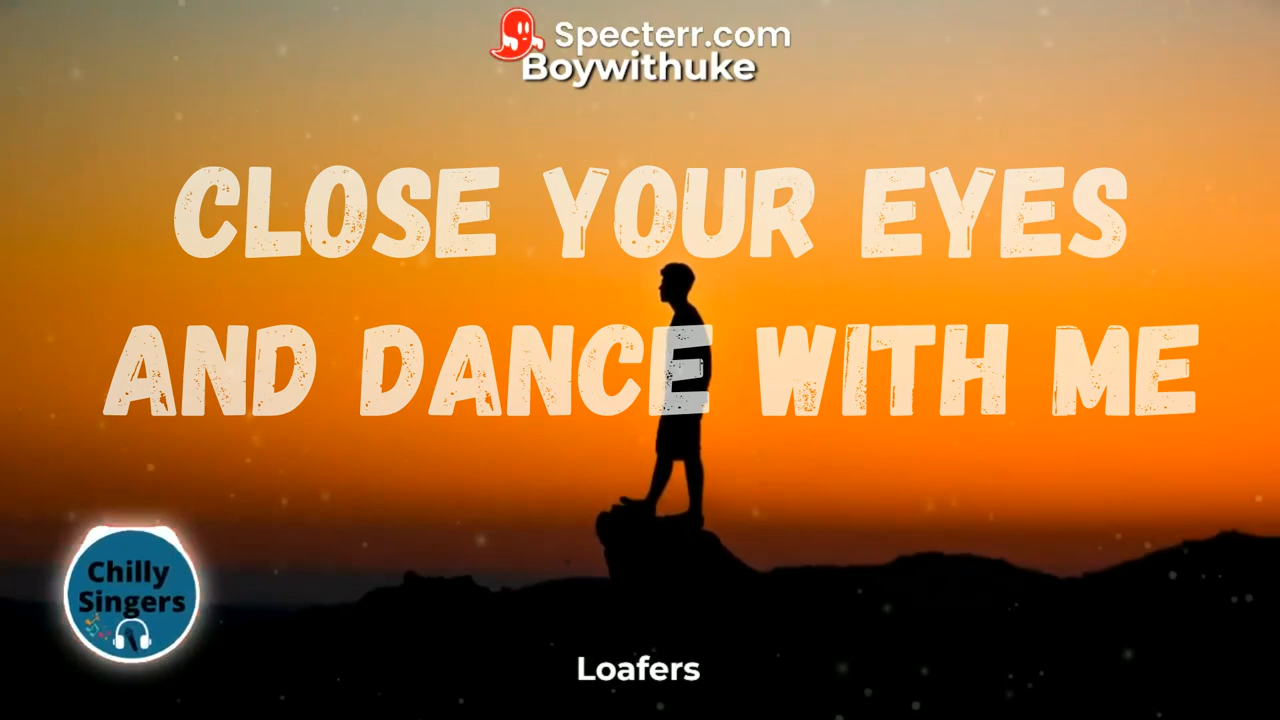 Specterr.com
Boywithuke
CLOSE YOUR EYES
AND DANCE WITH ME
Chilly
Singers
Loafers